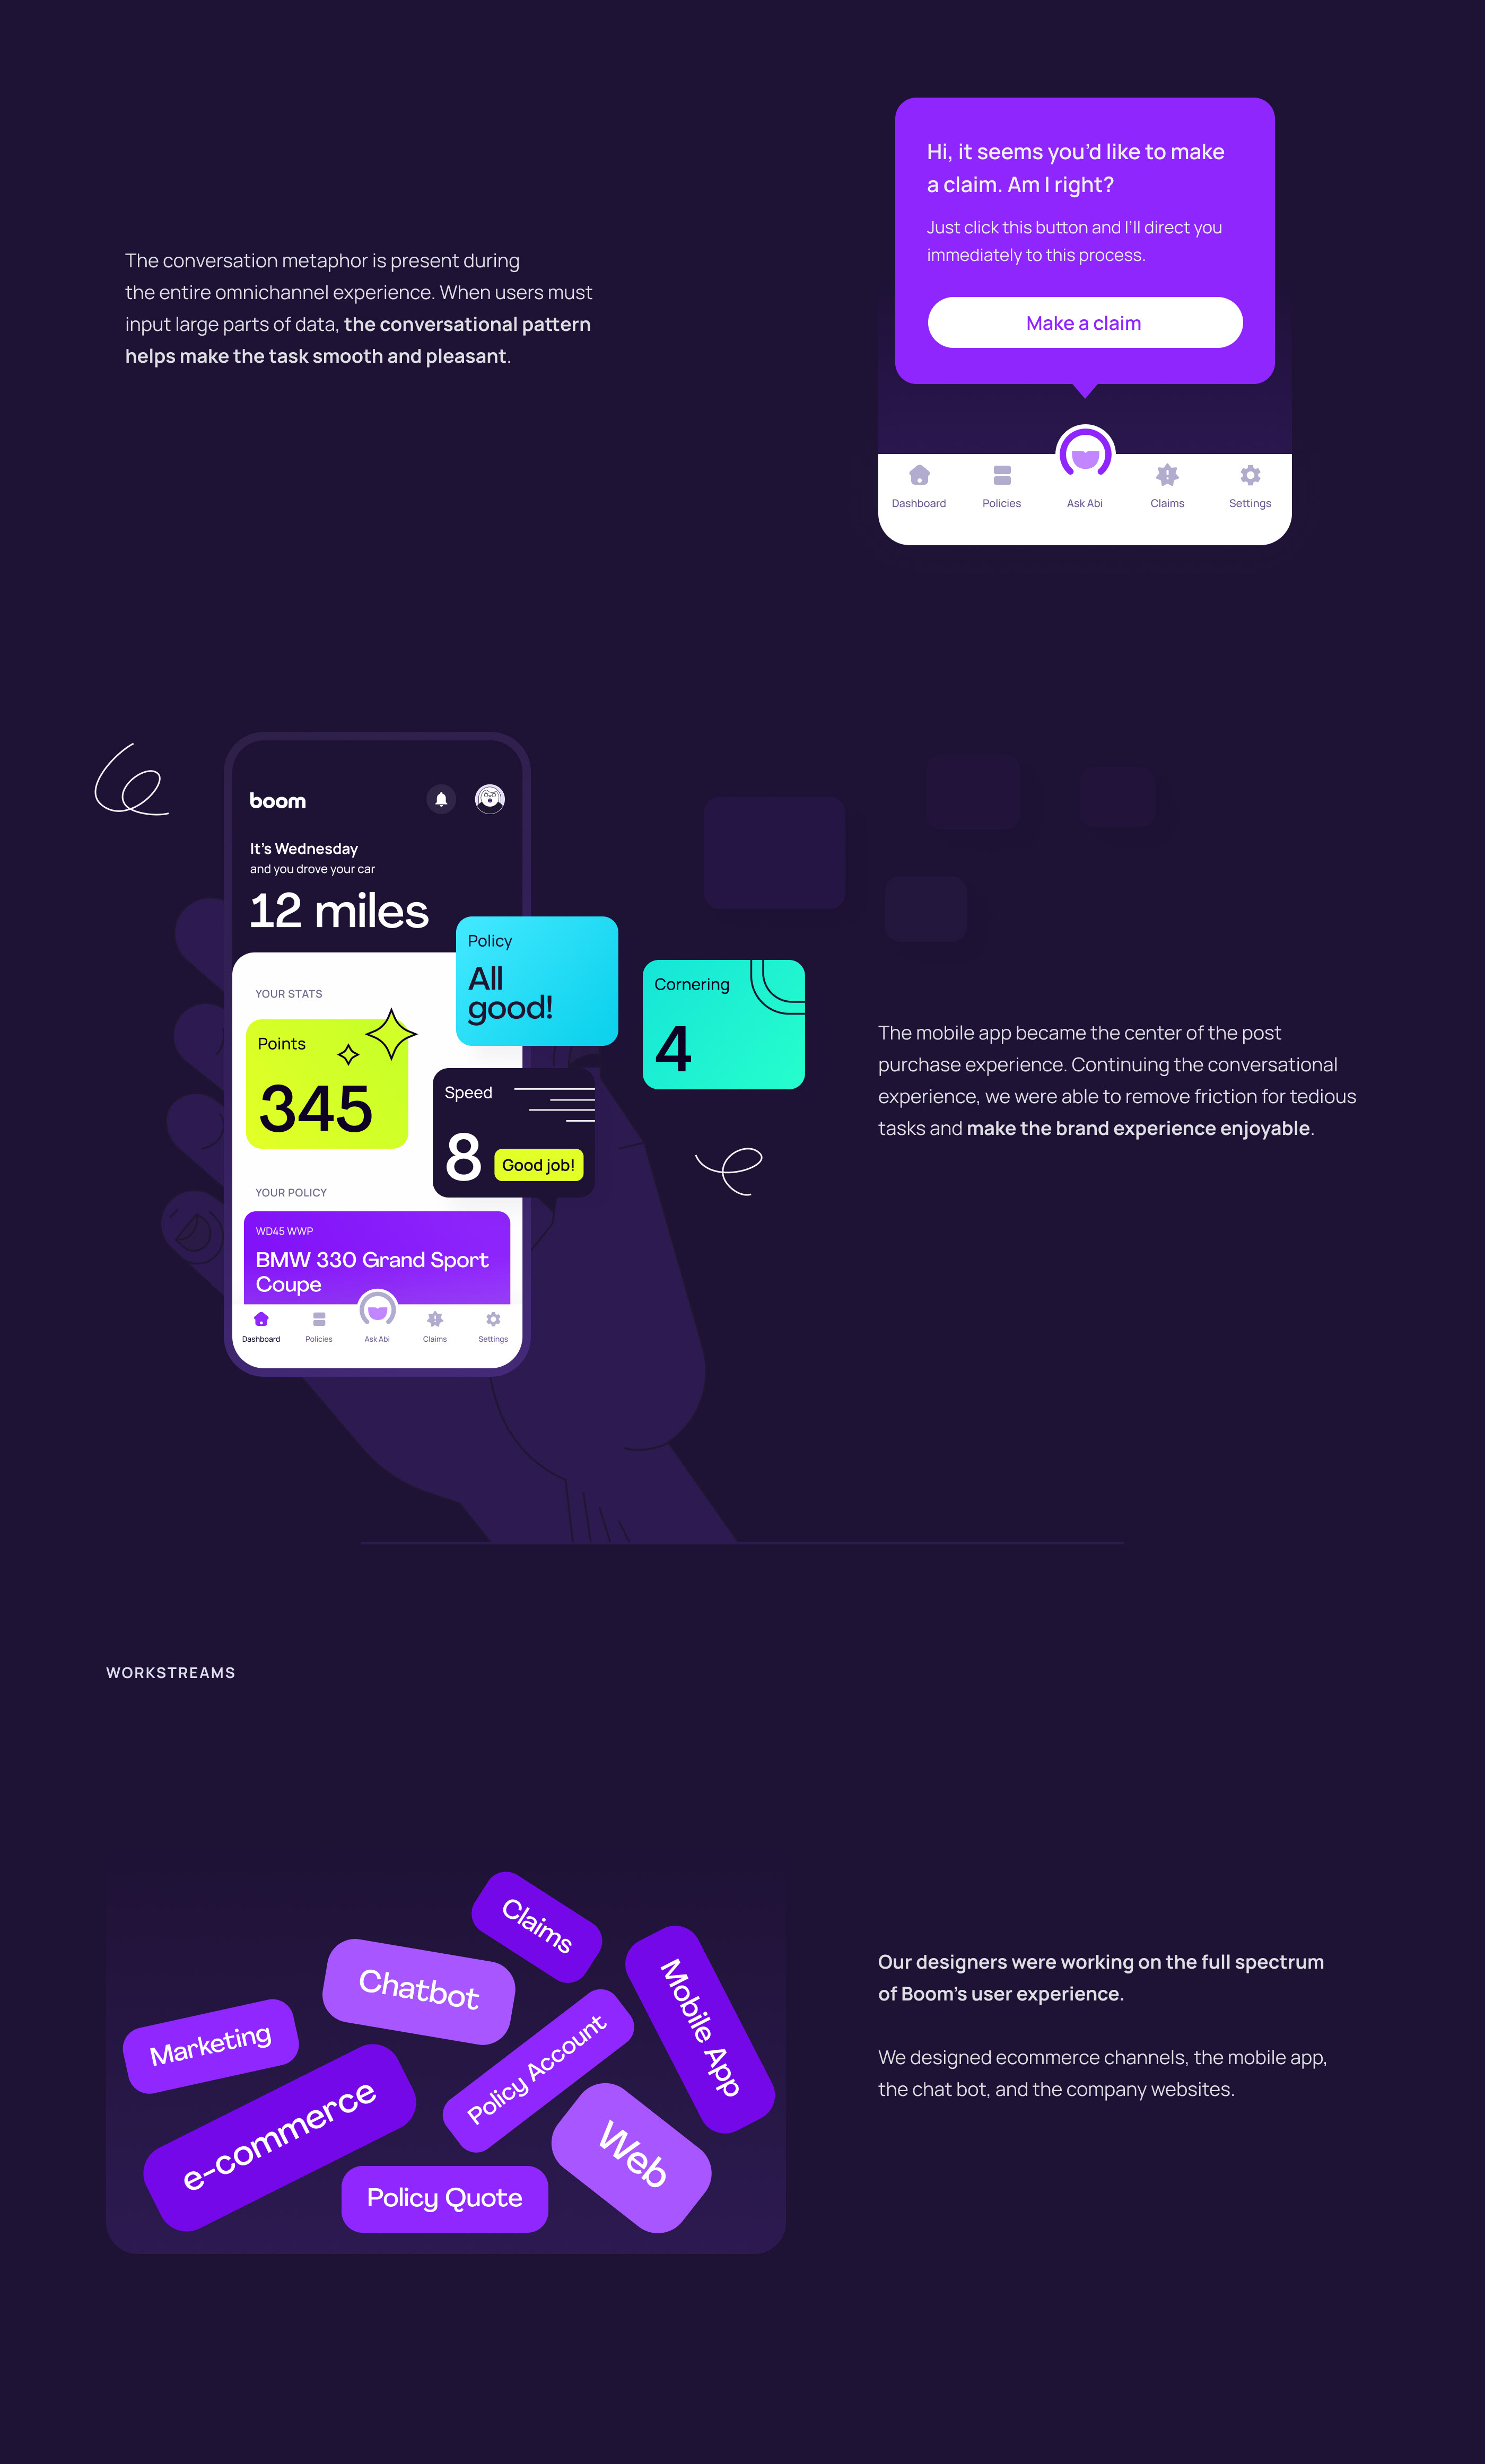 Hi, it seems you’d like to make
a claim. Am I right?
Just click this button and I’ll direct you
immediately to this process.
Make a claim
Dashboard
Policies
Ask Abi
Claims
Settings
The conversation metaphor is present during
the entire omnichannel experience. When users must
input large parts of data, the conversational pattern
helps make the task smooth and pleasant.
boom
It’s Wednesday
and you drove your car
12 miles
Policy
All
good!
Cornering
4
YOUR STATS
Points
345
Speed
8
Good job!
YOUR POLICY
WD45 WWP
BMW 330 Grand Sport
Coupe
Dashboard
Policies
Ask Abi
Claims
Settings
The mobile app became the center of the post
purchase experience. Continuing the conversational
experience, we were able to remove friction for tedious
tasks and make the brand experience enjoyable.
WORKSTREAMS
Claims
Chatbot
Mobile App
Marketing
Policy Account
e-commerce
Web
Policy Quote
Our designers were working on the full spectrum
of Boom’s user experience.
We designed ecommerce channels, the mobile app,
the chat bot, and the company websites.